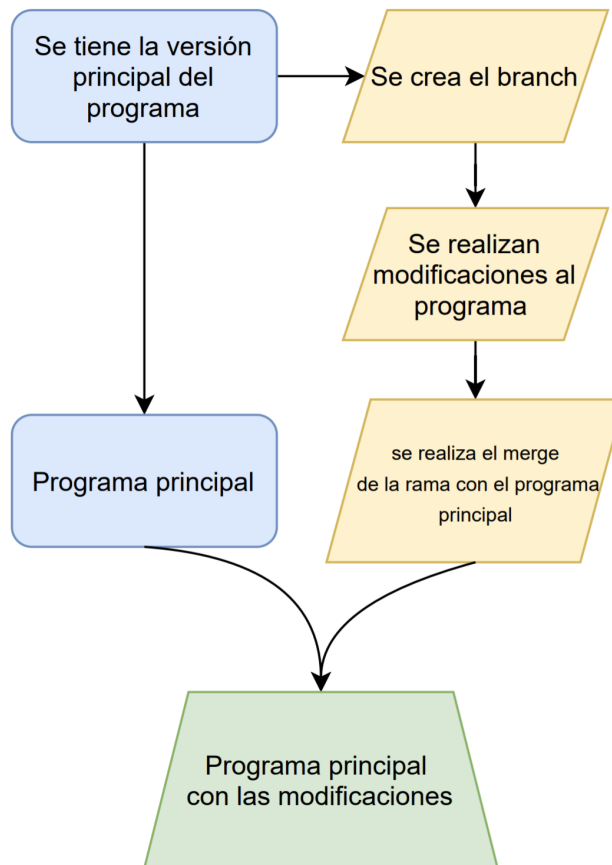 Se tiene la versión
principal del
programa
Se crea el branch
Se realizan
modificaciones al
programa
Programa principal
se realiza el merge
de la rama con el programa
principal
Programa principal
con las modificaciones